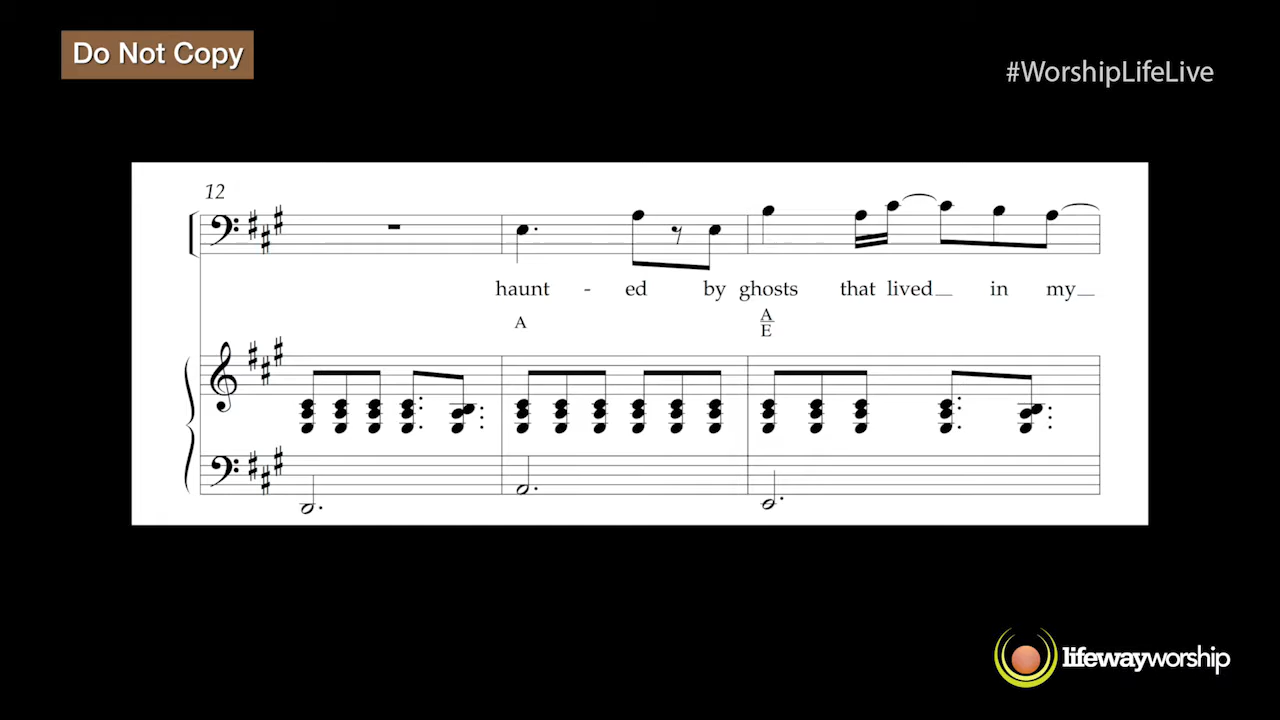 Do Not Copy
#WorshipLifeLive
12
haunt - ed by ghosts that lived in my
A A
E
lifewayworship